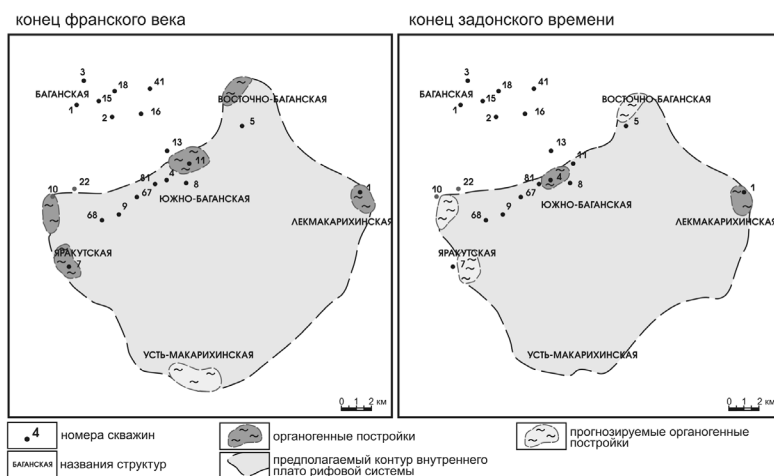 конец франского века
конец задонского времени
3
18
41
БАГАНСКАЯ
15
1
2
16
ВОСТОЧНО-БАГАНСКАЯ
5
13
11
4
81
8
22
10
67
ЮЖНО-БАГАНСКАЯ
9
68
1
ЛЕКМАКАРИХИНСКАЯ
ЯРАКУТСКАЯ
7
УСТЬ-МАКАРИХИНСКАЯ
0 1 2 км
3
18
41
БАГАНСКАЯ
15
1
2
16
ВОСТОЧНО-БАГАНСКАЯ
5
13
11
4
81
8
22
10
67
ЮЖНО-БАГАНСКАЯ
9
68
1
ЛЕКМАКАРИХИНСКАЯ
ЯРАКУТСКАЯ
7
УСТЬ-МАКАРИХИНСКАЯ
0 1 2 км
4
номера скважин
органогенные постройки
прогнозируемые органогенные
постройки
БАГАНСКАЯ
названия структур
предполагаемый контур внутреннего
плато рифовой системы